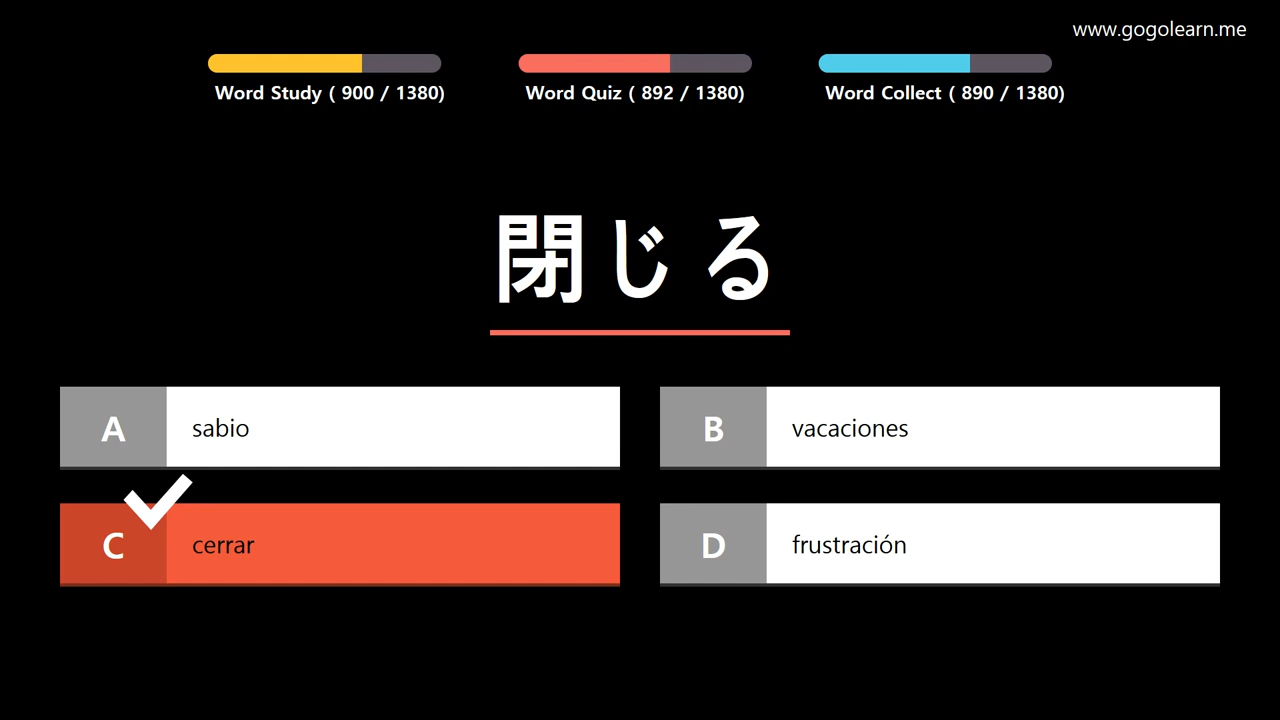 www.gogolearn.me
Word Study ( 900 / 1380)
Word Quiz ( 892 / 1380)
Word Collect ( 890 / 1380)
閉じる
A sabio
B vacaciones
C cerrar
D frustración